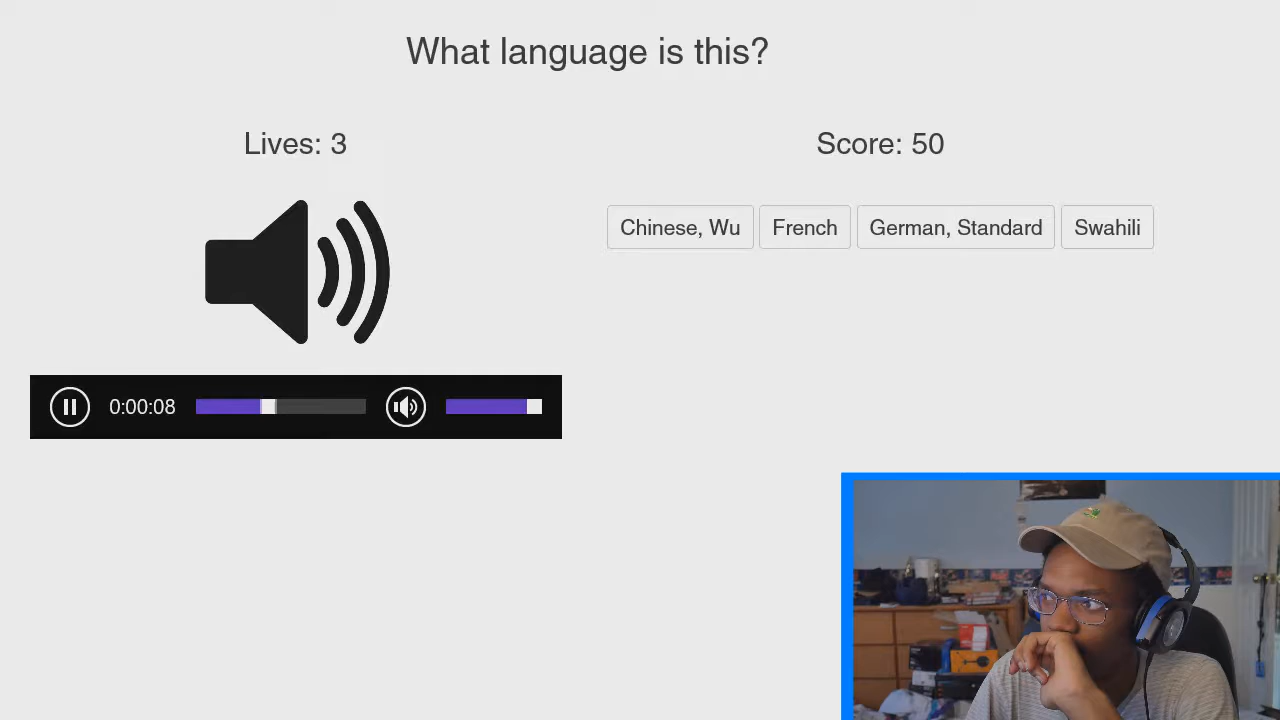 What language is this?
Lives: 3
Score: 50
Chinese, Wu
French
German, Standard
Swahili
0:00:08